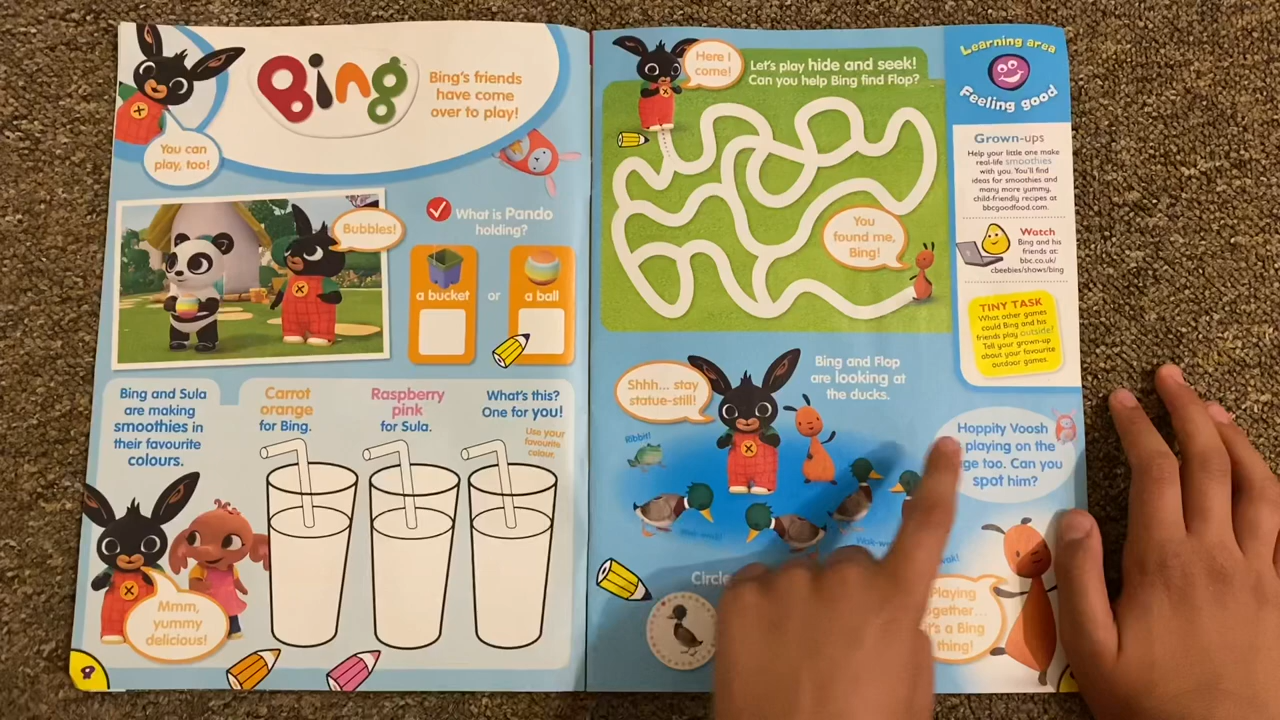 Bing
Bing's friends
have come
over to play!
You can
play, too!
Bubbles!
What is Pando
holding?
a bucket
or
a ball
Bing and Sula
are making
smoothies in
their favourite
colours.
Carrot
orange
for Bing.
Raspberry
pink
for Sula.
What's this?
One for you!
Use your
favourite
colour.
Mmm,
yummy
delicious!
Here I
come!
Let's play hide and seek!
Can you help Bing find Flop?
You
found me,
Bing!
Learning area
Feeling good
Grown-ups
Help your little one make
real-life smoothies
with you. You'll find
ideas for smoothies and
many more yummy,
child-friendly recipes at
bbcgoodfood.com.
Watch
Bing and his
friends at:
bbc.co.uk/
cbeebies/shows/bing
TINY TASK
What other games
could Bing and his
friends play outside?
Tell your grown-up
about your favourite
outdoor games.
Shhh... stay
statue-still!
Bing and Flop
are looking at
the ducks.
Ribbit!
Hoppity Voosh
playing on the
too. Can you
spot him?
Circle
Playing
together...
it's a Bing
thing!